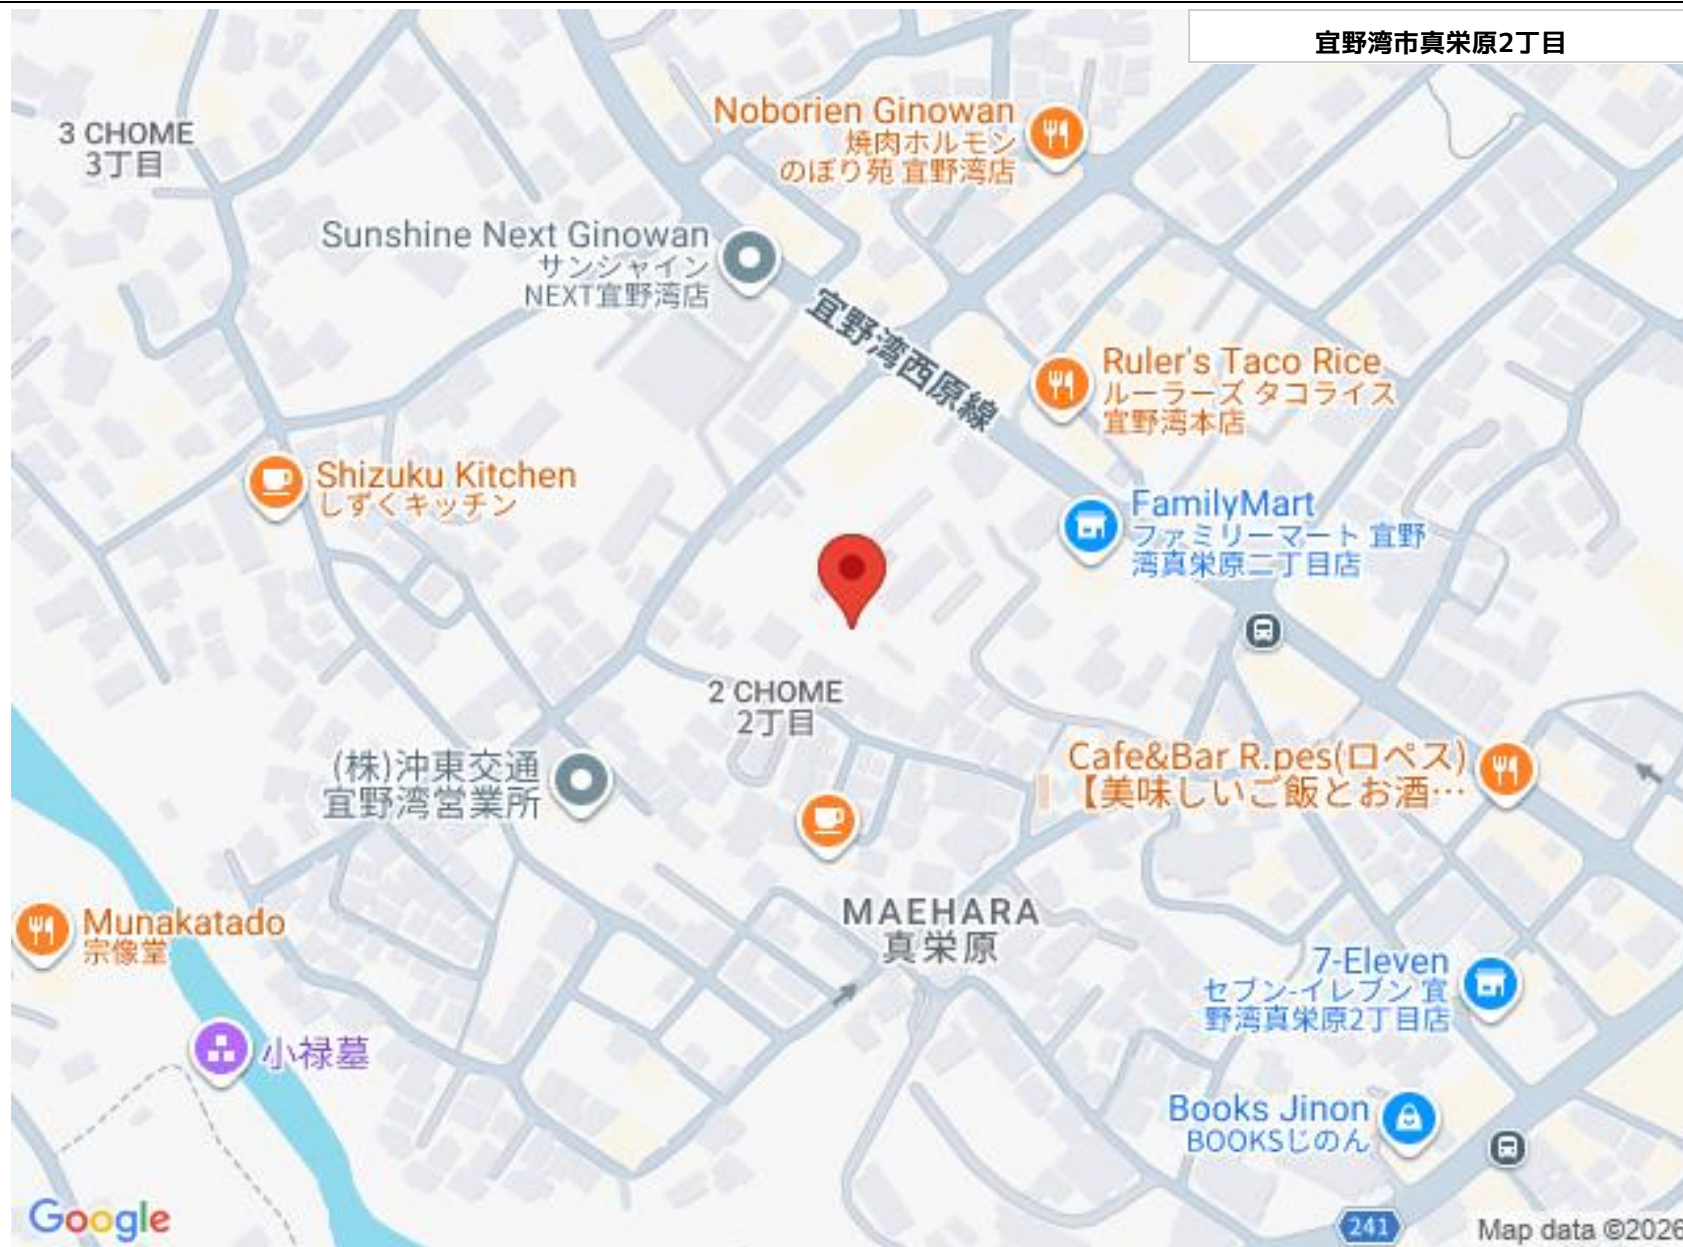 宜野湾市真栄原2丁目
Noborien Ginowan
焼肉ホルモン
のぼり苑 宜野湾店
3 CHOME
3丁目
Sunshine Next Ginowan
サンシャイン
NEXT宜野湾店
宜野湾西原線
Ruler's Taco Rice
ルーラーズ タコライス
宜野湾本店
Shizuku Kitchen
しずくキッチン
FamilyMart
ファミリーマート 宜野
湾真栄原二丁目店
2 CHOME
2丁目
(株)沖東交通
宜野湾営業所
Cafe&Bar R.pes(ロペス)
【美味しいご飯とお酒…
MAEHARA
真栄原
Munakatado
宗像堂
7-Eleven
セブン-イレブン 宜
野湾真栄原2丁目店
小禄墓
Books Jinon
BOOKSじのん
241
Google
Map data ©2026